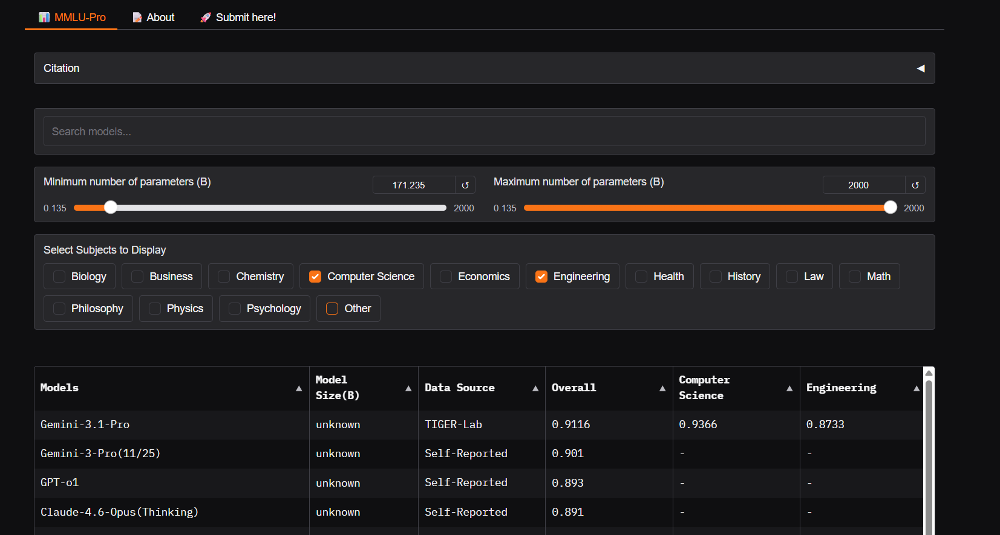 MMLU-Pro About Submit here!
Citation
Search models...
Minimum number of parameters (B) 171.235 Maximum number of parameters (B) 2000
0.135 2000 0.135 2000
Select Subjects to Display
Biology Business Chemistry Computer Science Economics Engineering Health History Law Math
Philosophy Physics Psychology Other
Models Model Size(B) Data Source Overall Computer Science Engineering
Gemini-3.1-Pro unknown TIGER-Lab 0.9116 0.9366 0.8733
Gemini-3-Pro(11/25) unknown Self-Reported 0.901 - -
GPT-o1 unknown Self-Reported 0.893 - -
Claude-4.6-Opus(Thinking) unknown Self-Reported 0.891 - -